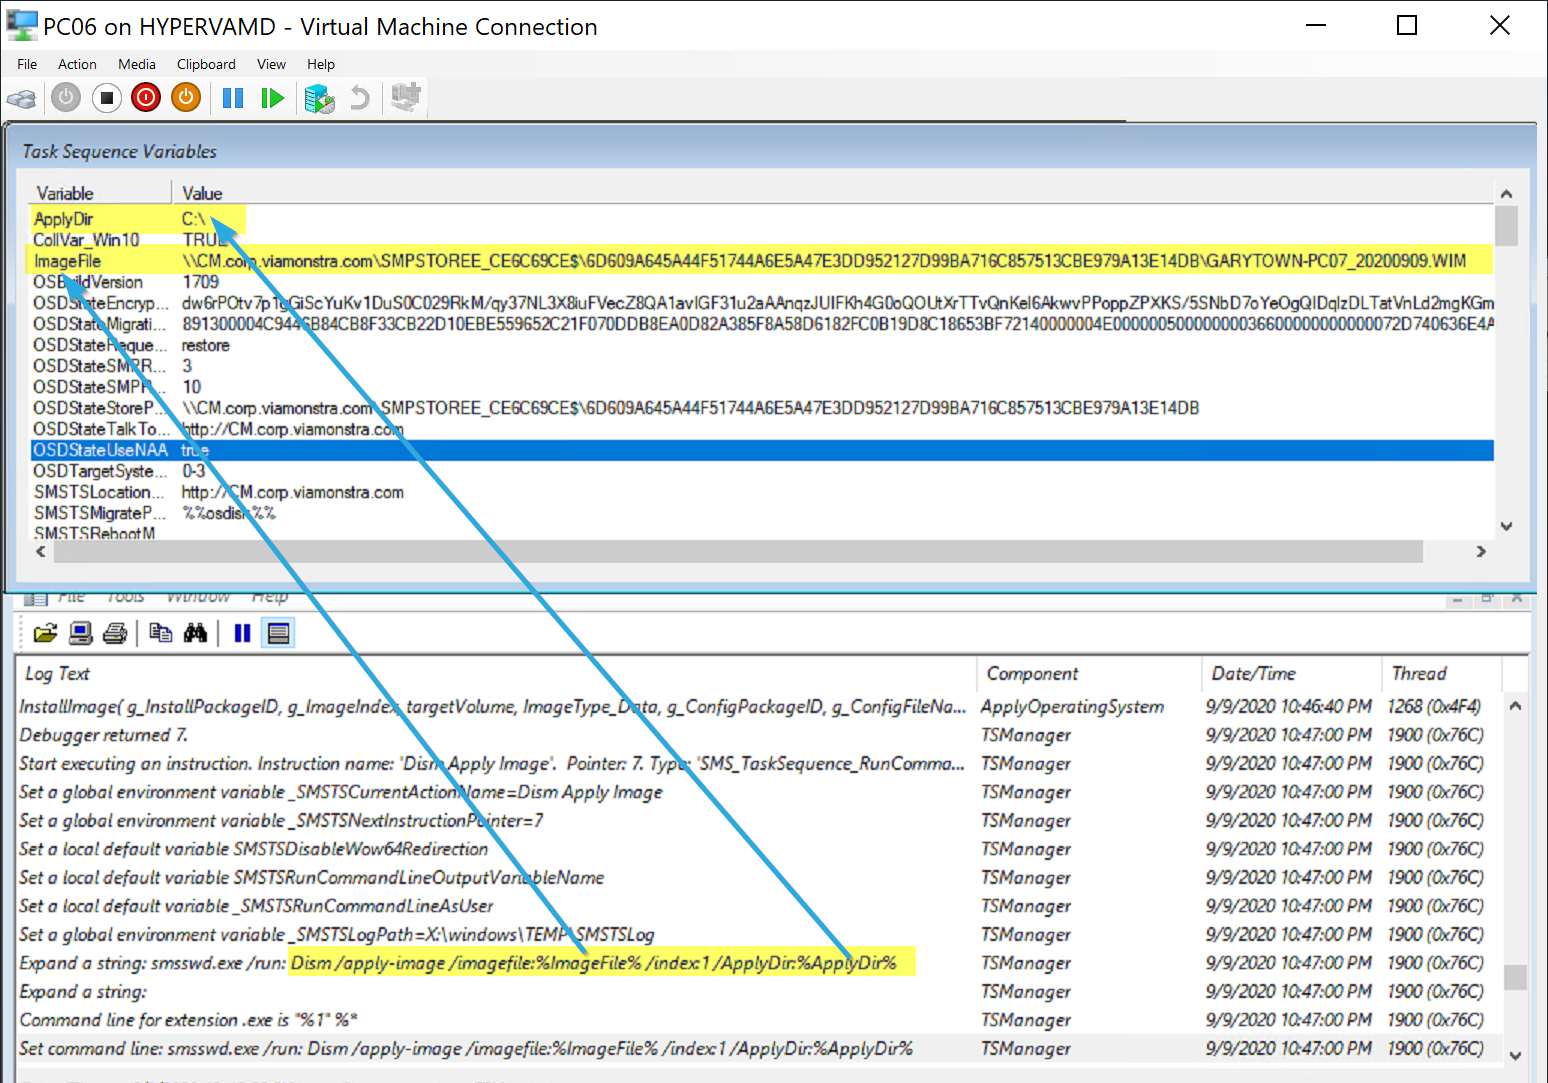 PC06 on HYPERVAMD - Virtual Machine Connection
File Action Media Clipboard View Help
Task Sequence Variables
Variable Value
ApplyDir C:\
CollVar_Win10 TRUE
ImageFile \\CM.corp.viamonstra.com\SMPSTOREE_CE6C69CE$\6D609A645A44F51744A6E5A47E3DD952127D99BA716C857513CBE979A13E14DB\GARYTOWN-PC07_20200909.WIM
OSBuildVersion 1709
OSDStateEncryp...
OSDStateMigrati...
OSDStateReque... restore
OSDStateSMPR... 3
OSDStateSMPR... 10
OSDStateStoreP... \\CM.corp.viamonstra.com\SMPSTOREE_CE6C69CE$\6D609A645A44F51744A6E5A47E3DD952127D99BA716C857513CBE979A13E14DB
OSDStateTalkTo... http://CM.corp.viamonstra.com
OSDStateUseNAA true
OSDTargetSyste... 0-3
SMSTSLocation... http://CM.corp.viamonstra.com
SMSTSMigrateP... %%osdisk%%
SMSTSRebootM
File Tools Window Help
Log Text Component Date/Time Thread
InstallImage( g_InstallPackageID, g_ImageIndex, targetVolume, ImageType_Data, g_ConfigPackageID, g_ConfigFileNa... ApplyOperatingSystem 9/9/2020 10:46:40 PM 1268 (0x4F4)
Debugger returned 7. TSManager 9/9/2020 10:47:00 PM 1900 (0x76C)
Start executing an instruction. Instruction name: 'Dism Apply Image'. Pointer: 7. Type: 'SMS_TaskSequence_RunComma... TSManager 9/9/2020 10:47:00 PM 1900 (0x76C)
Set a global environment variable _SMSTSCurrentActionName=Dism Apply Image TSManager 9/9/2020 10:47:00 PM 1900 (0x76C)
Set a global environment variable _SMSTSNextInstructionPointer=7 TSManager 9/9/2020 10:47:00 PM 1900 (0x76C)
Set a local default variable SMSTSDisableWow64Redirection TSManager 9/9/2020 10:47:00 PM 1900 (0x76C)
Set a local default variable SMSTSRunCommandLineOutputVariableName TSManager 9/9/2020 10:47:00 PM 1900 (0x76C)
Set a local default variable _SMSTSRunCommandLineAsUser TSManager 9/9/2020 10:47:00 PM 1900 (0x76C)
Set a global environment variable _SMSTSLogPath=X:\windows\TEMP\SMSTSLog TSManager 9/9/2020 10:47:00 PM 1900 (0x76C)
Expand a string: smsswd.exe /run: Dism /apply-image /imagefile:%ImageFile% /index:1 /ApplyDir:%ApplyDir% TSManager 9/9/2020 10:47:00 PM 1900 (0x76C)
Expand a string: TSManager 9/9/2020 10:47:00 PM 1900 (0x76C)
Command line for extension .exe is "%1" %* TSManager 9/9/2020 10:47:00 PM 1900 (0x76C)
Set command line: smsswd.exe /run: Dism /apply-image /imagefile:%ImageFile% /index:1 /ApplyDir:%ApplyDir% TSManager 9/9/2020 10:47:00 PM 1900 (0x76C)